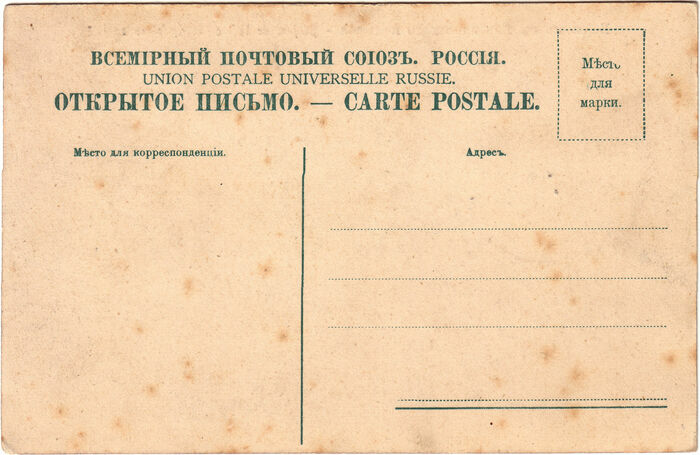 ВСЕМІРНЫЙ ПОЧТОВЫЙ СОЮЗЪ. РОССІЯ.
UNION POSTALE UNIVERSELLE RUSSIE.
ОТКРЫТОЕ ПИСЬМО. — CARTE POSTALE.
Мѣсто
для
марки.
Мѣсто для корреспонденціи.
Адресъ.